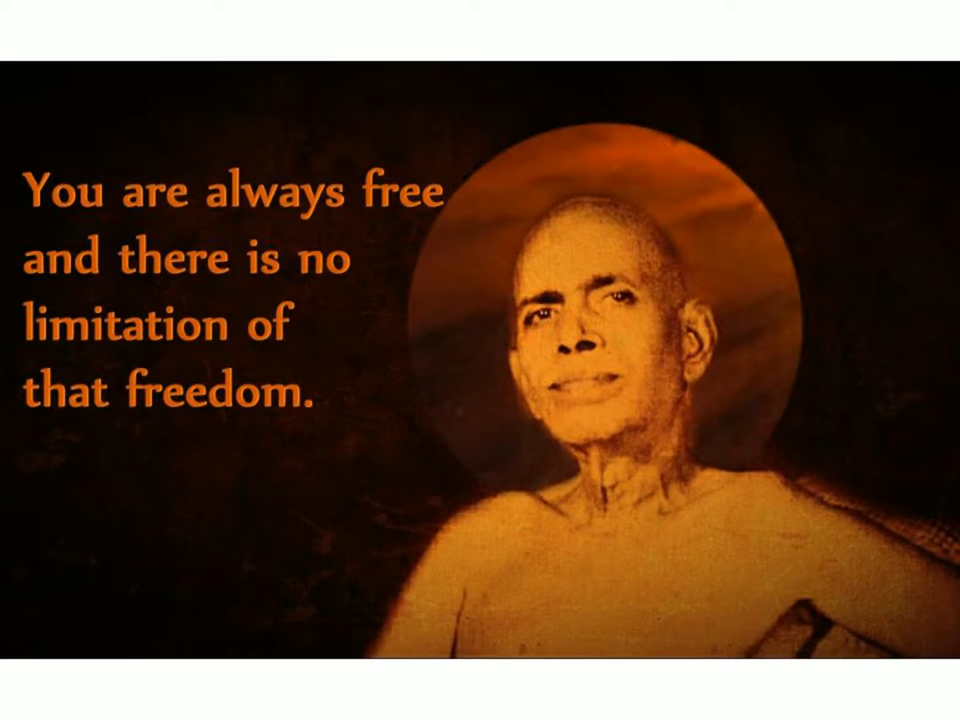 You are always free
and there is no
limitation of
that freedom.